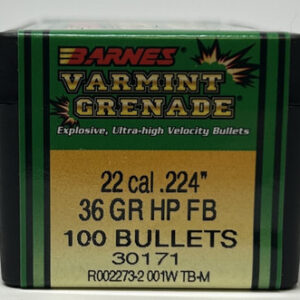 BARNES®
VARMINT
GRENADE®
Explosive, Ultra-high Velocity Bullets
22 cal .224"
36 GR HP FB
100 BULLETS
30171
R002273-2 001W TB-M